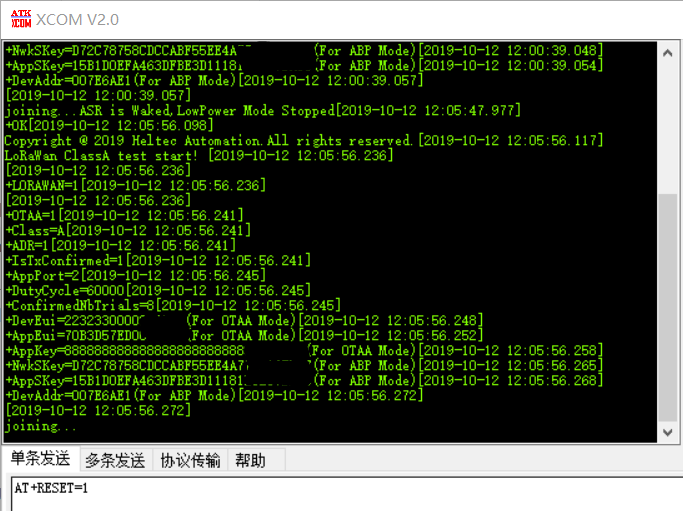 ATK XCOM XCOM V2.0
+NwkSKey=D72C78758CDCCABF55EE4A (For ABP Mode)[2019-10-12 12:00:39.048]
+AppSKey=15B1D0EFA463DFBE3D11181 (For ABP Mode)[2019-10-12 12:00:39.054]
+DevAddr=007E6AE1(For ABP Mode)[2019-10-12 12:00:39.057]
[2019-10-12 12:00:39.057]
joining...ASR is Waked,LowPower Mode Stopped[2019-10-12 12:05:47.977]
+OK[2019-10-12 12:05:56.098]
Copyright @ 2019 Heltec Automation.All rights reserved.[2019-10-12 12:05:56.117]
LoRaWan ClassA test start! [2019-10-12 12:05:56.236]
[2019-10-12 12:05:56.236]
+LORAWAN=1[2019-10-12 12:05:56.236]
[2019-10-12 12:05:56.236]
+OTAA=1[2019-10-12 12:05:56.241]
+Class=A[2019-10-12 12:05:56.241]
+ADR=1[2019-10-12 12:05:56.241]
+IsTxConfirmed=1[2019-10-12 12:05:56.241]
+AppPort=2[2019-10-12 12:05:56.245]
+DutyCycle=60000[2019-10-12 12:05:56.245]
+ConfirmedNbTrials=8[2019-10-12 12:05:56.245]
+DevEui=2232330000 (For OTAA Mode)[2019-10-12 12:05:56.248]
+AppEui=70B3D57ED0 (For OTAA Mode)[2019-10-12 12:05:56.252]
+AppKey=888888888888888888888888 (For OTAA Mode)[2019-10-12 12:05:56.258]
+NwkSKey=D72C78758CDCCABF55EE4A7 (For ABP Mode)[2019-10-12 12:05:56.265]
+AppSKey=15B1D0EFA463DFBE3D11181 (For ABP Mode)[2019-10-12 12:05:56.268]
+DevAddr=007E6AE1(For ABP Mode)[2019-10-12 12:05:56.272]
[2019-10-12 12:05:56.272]
joining...
单条发送 多条发送 协议传输 帮助
AT+RESET=1